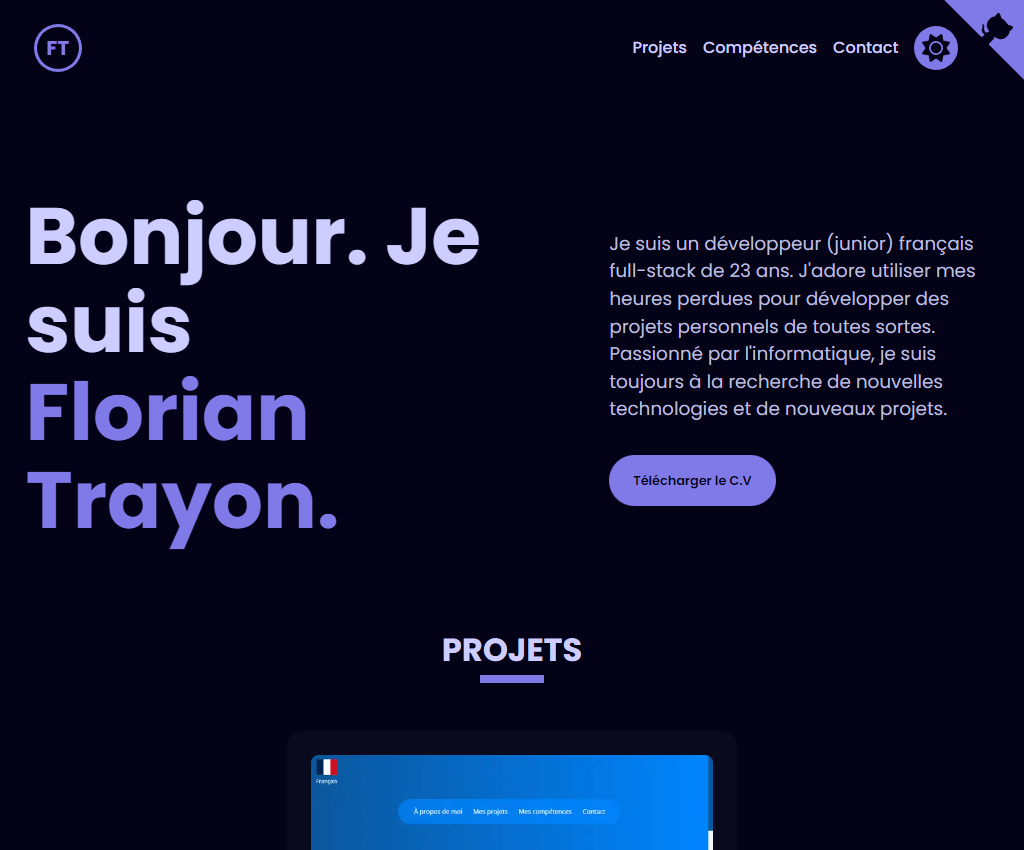 FT
Projets Compétences Contact
Bonjour. Je
suis
Florian
Trayon.
Je suis un développeur (junior) français
full-stack de 23 ans. J'adore utiliser mes
heures perdues pour développer des
projets personnels de toutes sortes.
Passionné par l'informatique, je suis
toujours à la recherche de nouvelles
technologies et de nouveaux projets.
Télécharger le C.V
PROJETS
Français
À propos de moi Mes projets Mes compétences Contact